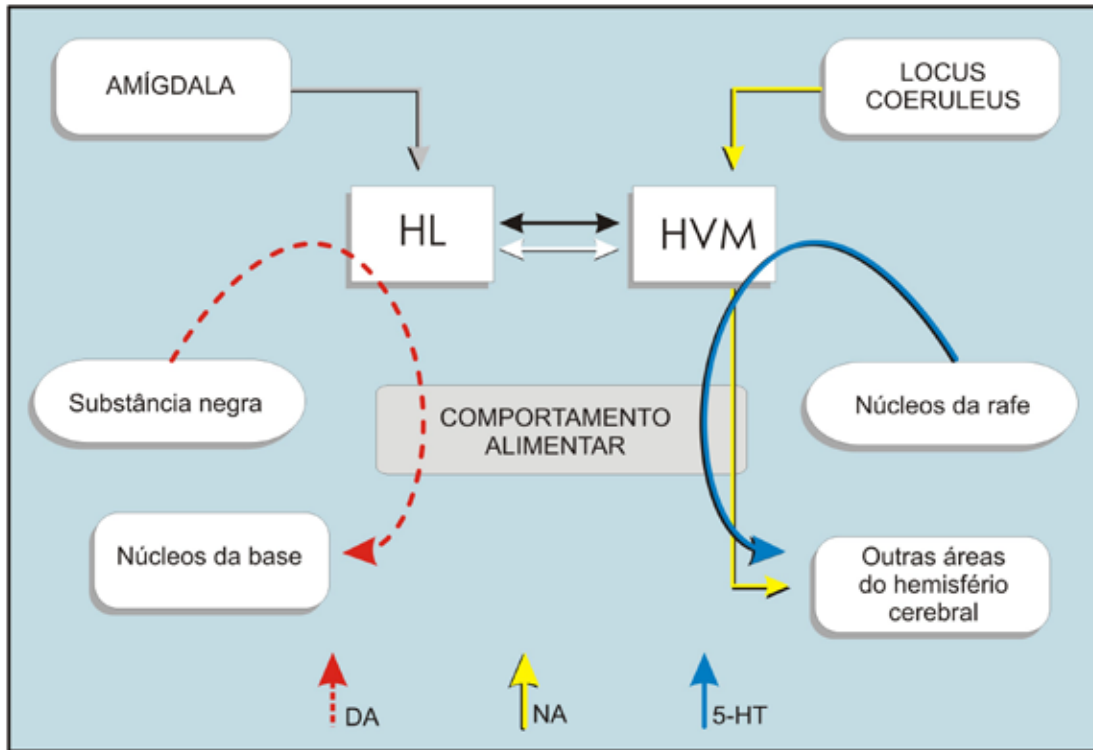 AMÍGDALA
LOCUS
COERULEUS
HL
HVM
Substância negra
COMPORTAMENTO
ALIMENTAR
Núcleos da rafe
Núcleos da base
Outras áreas
do hemisfério
cerebral
DA
NA
5-HT